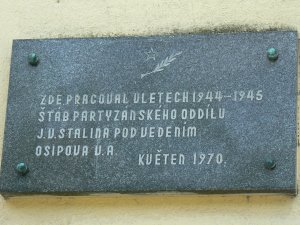 ZDE PRACOVAL V LETECH 1944-1945
ŠTÁB PARTYZÁNSKÉHO ODDÍLU
J.V. STALINA POD VEDENÍM
OSIPOVA V.A.
KVĚTEN 1970.